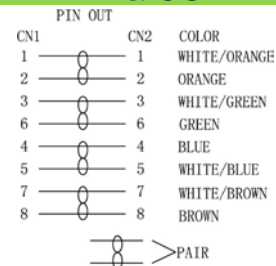 PIN OUT
CN1 CN2 COLOR
1 1 WHITE/ORANGE
2 2 ORANGE
3 3 WHITE/GREEN
6 6 GREEN
4 4 BLUE
5 5 WHITE/BLUE
7 7 WHITE/BROWN
8 8 BROWN
PAIR